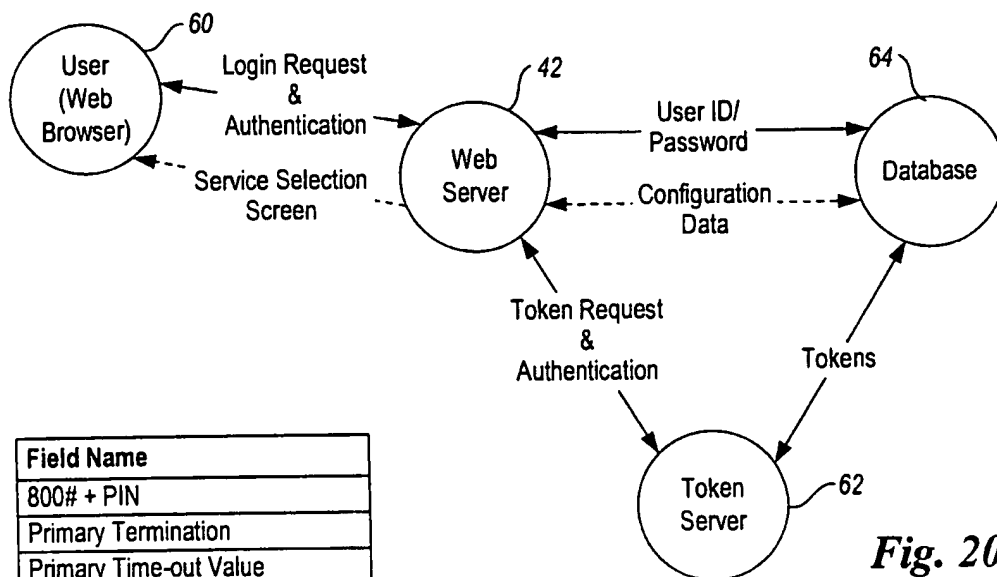 60
User
(Web
Browser)
Login Request
&
Authentication
Service Selection
Screen
42
Web
Server
User ID/
Password
Configuration
Data
64
Database
Token Request
&
Authentication
Tokens
Token
Server
62
Field Name
800# + PIN
Primary Termination
Primary Time-out Value
Fig. 20